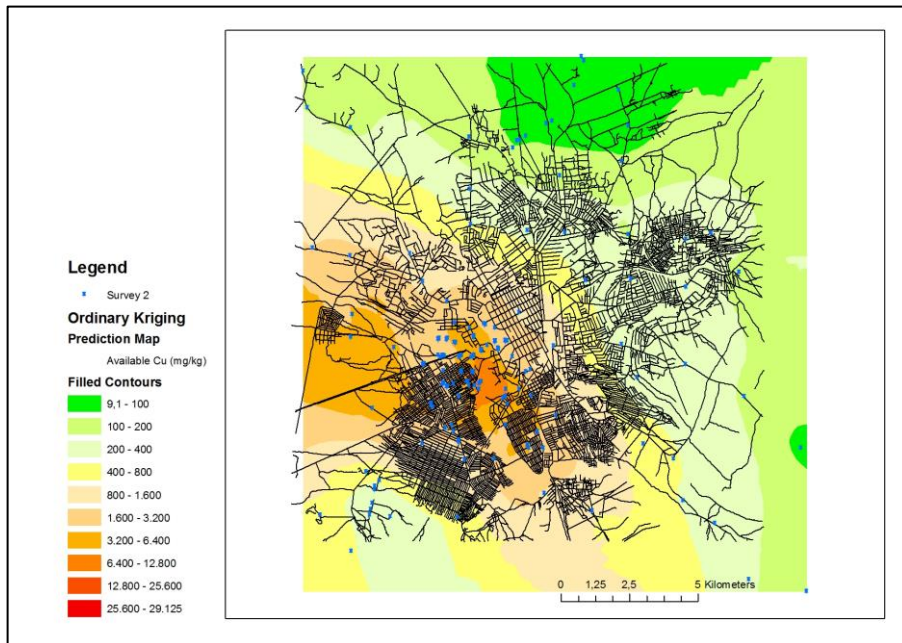 Legend
Survey 2
Ordinary Kriging
Prediction Map
Available Cu (mg/kg)
Filled Contours
9,1 - 100
100 - 200
200 - 400
400 - 800
800 - 1.600
1.600 - 3.200
3.200 - 6.400
6.400 - 12.800
12.800 - 25.600
25.600 - 29.125
0 1,25 2,5 5 Kilometers